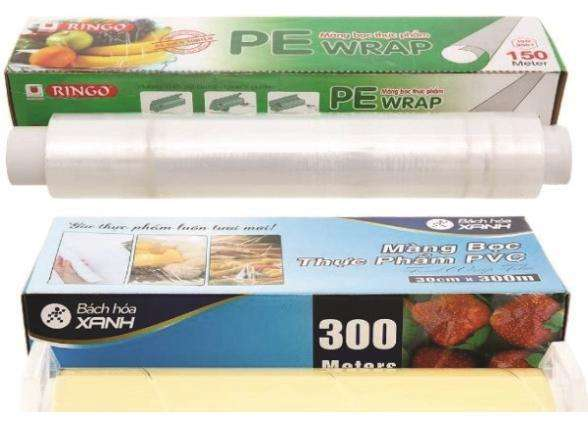 RINGO
PE Màng bọc thực phẩm
WRAP
150
Meter
RINGO
PE Màng bọc thực phẩm
WRAP
Gia thực phẩm luôn tươi mới!
Bách hóa
XANH
Màng Bọc
Thực Phẩm PVC
30cm x 300m
Bách hóa
XANH
300
Meters